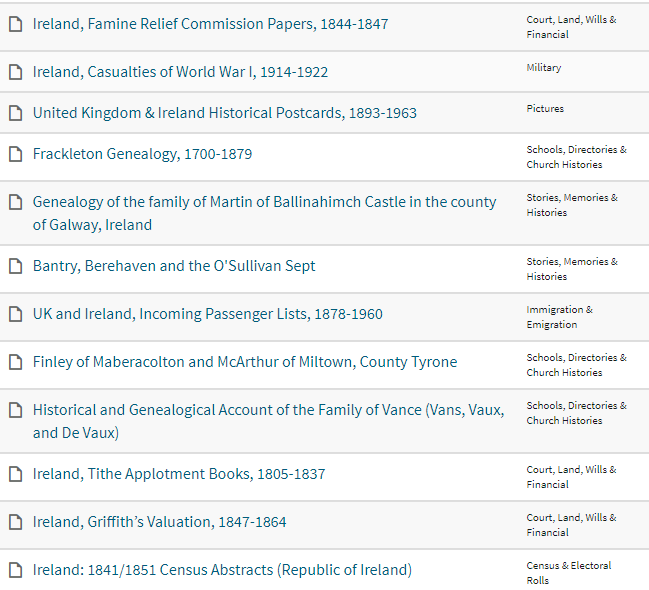 Ireland, Famine Relief Commission Papers, 1844-1847
Court, Land, Wills &
Financial
Ireland, Casualties of World War I, 1914-1922
Military
United Kingdom & Ireland Historical Postcards, 1893-1963
Pictures
Frackleton Genealogy, 1700-1879
Schools, Directories &
Church Histories
Genealogy of the family of Martin of Ballinahimch Castle in the county
of Galway, Ireland
Stories, Memories &
Histories
Bantry, Berehaven and the O'Sullivan Sept
Stories, Memories &
Histories
UK and Ireland, Incoming Passenger Lists, 1878-1960
Immigration &
Emigration
Finley of Maberacolton and McArthur of Miltown, County Tyrone
Schools, Directories &
Church Histories
Historical and Genealogical Account of the Family of Vance (Vans, Vaux,
and De Vaux)
Schools, Directories &
Church Histories
Ireland, Tithe Applotment Books, 1805-1837
Court, Land, Wills &
Financial
Ireland, Griffith’s Valuation, 1847-1864
Court, Land, Wills &
Financial
Ireland: 1841/1851 Census Abstracts (Republic of Ireland)
Census & Electoral
Rolls